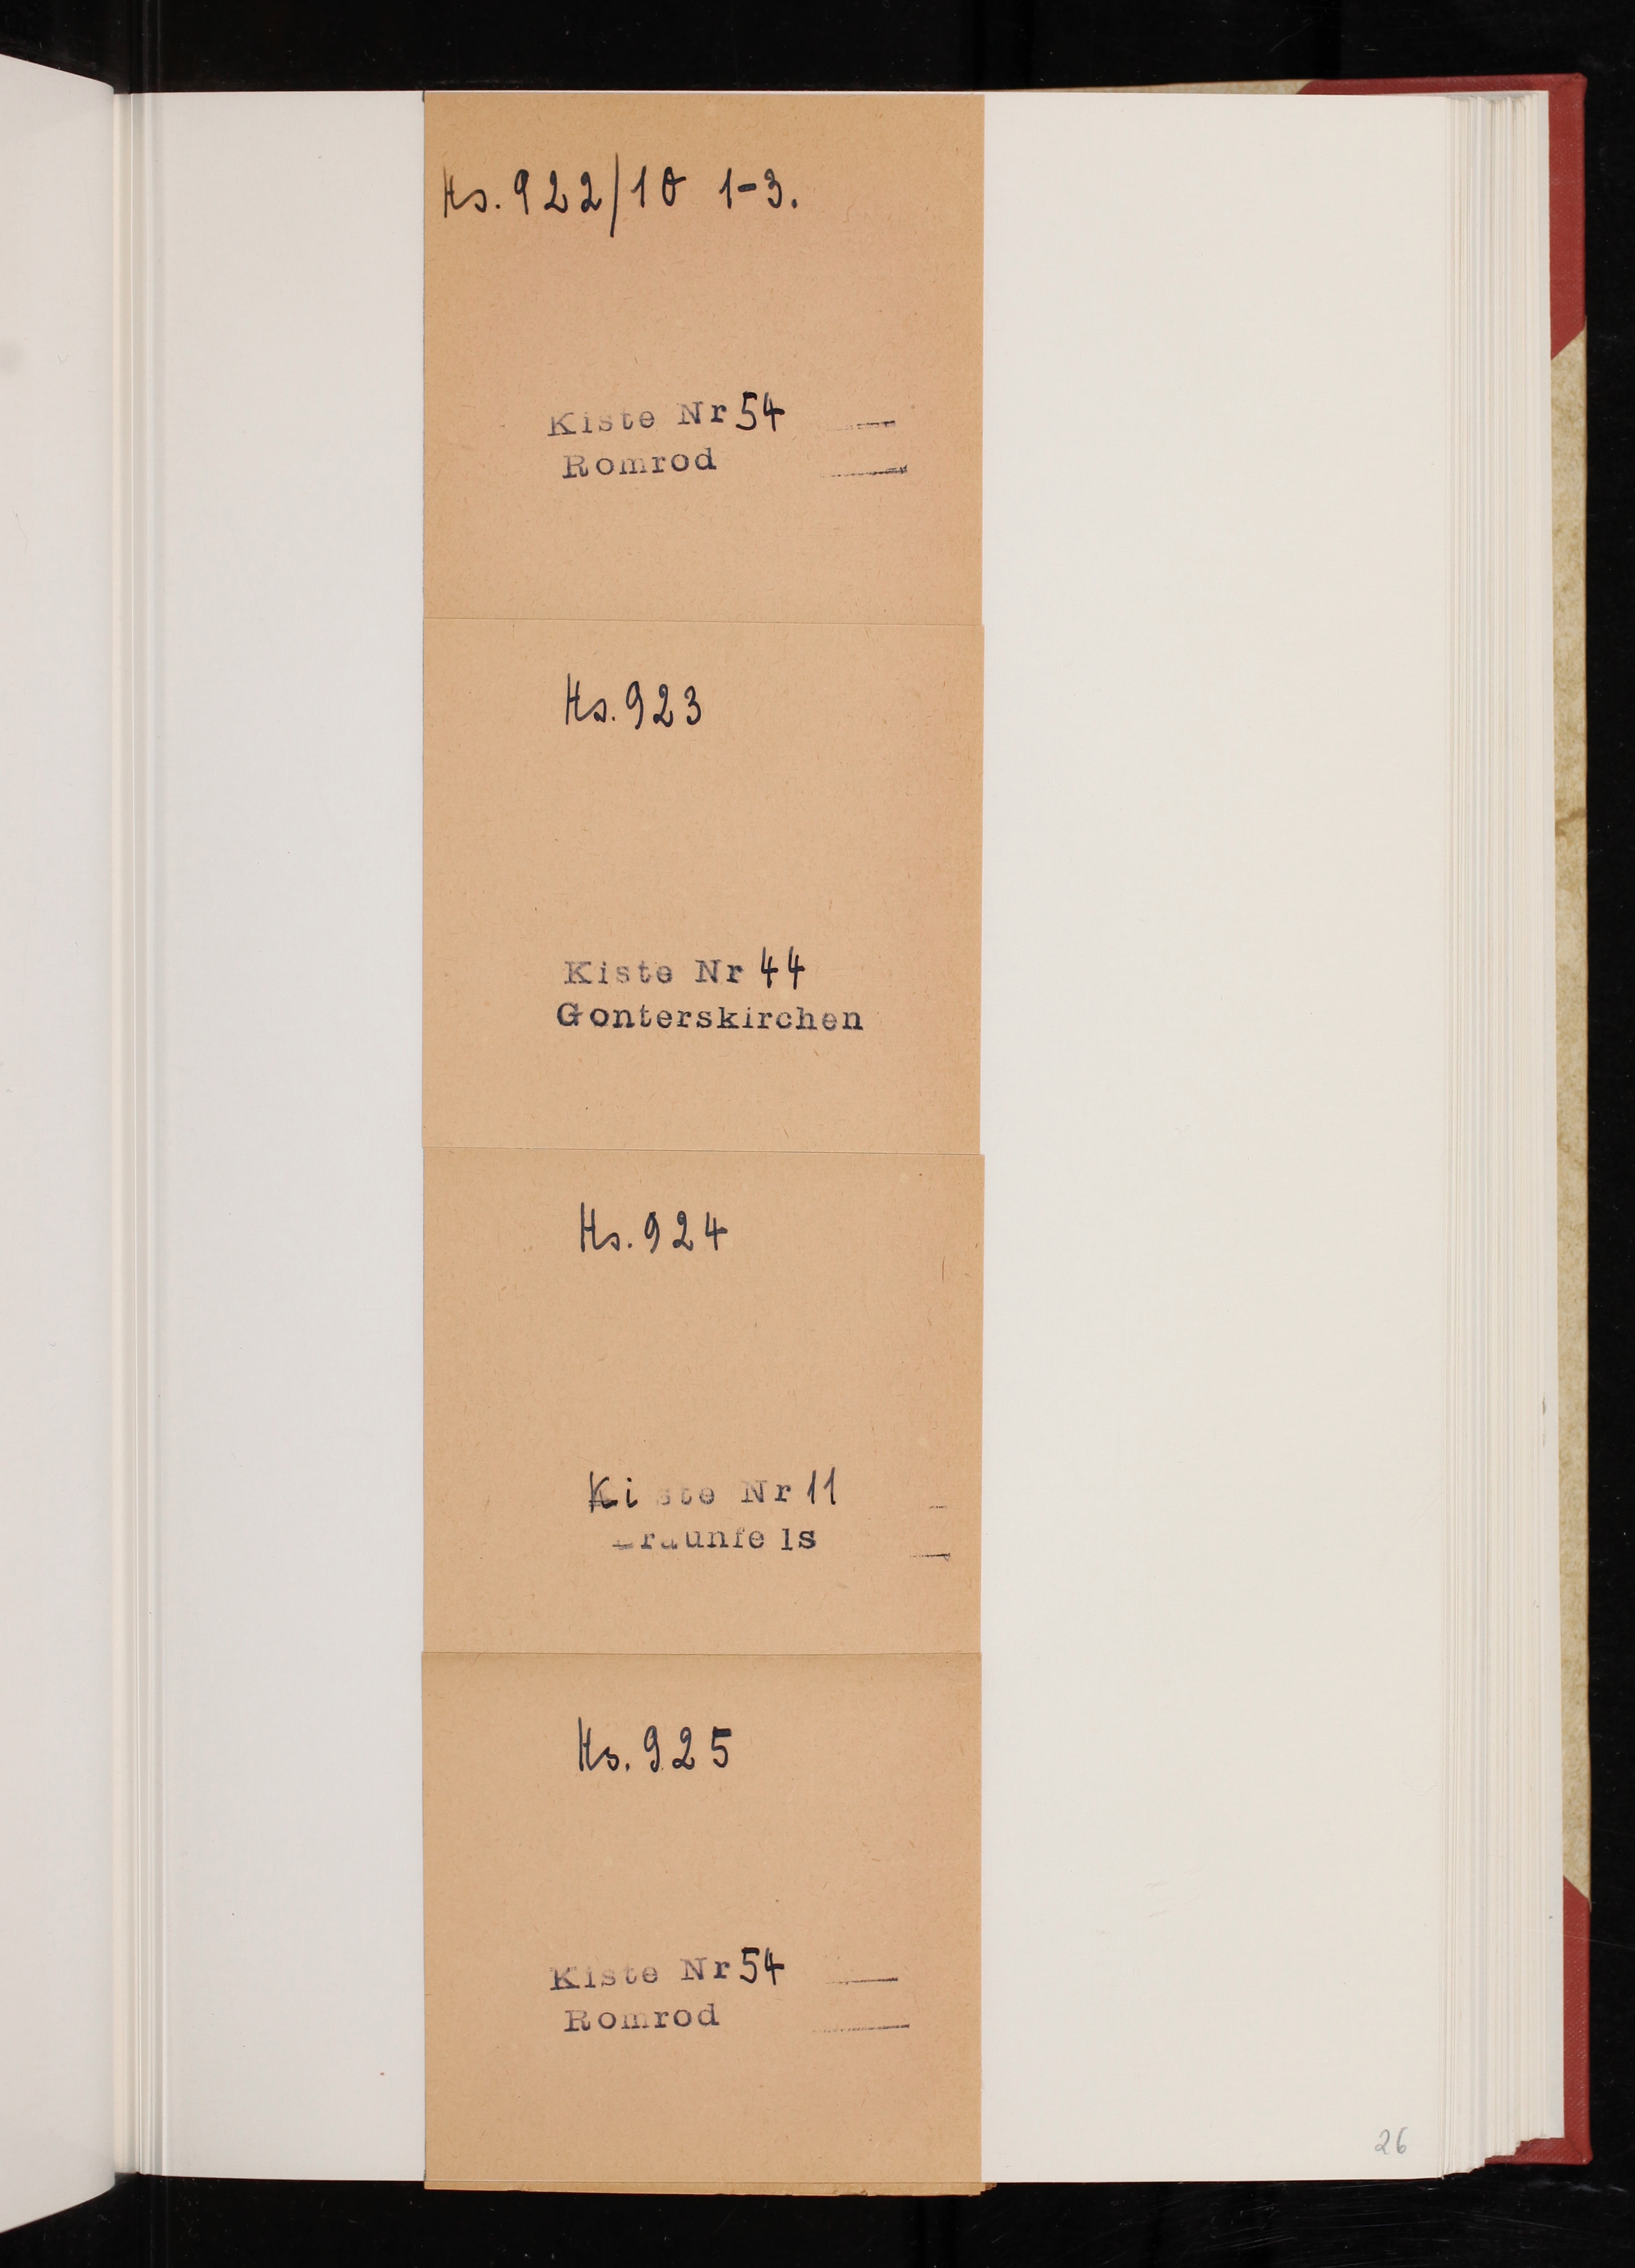 Hs. 922/10 1-3.
Kiste Nr 54
Romrod
Hs. 923
Kiste Nr 44
Gonterskirchen
Hs. 924
Kiste Nr 11
Braunfels
Hs. 925
Kiste Nr 54
Romrod
26